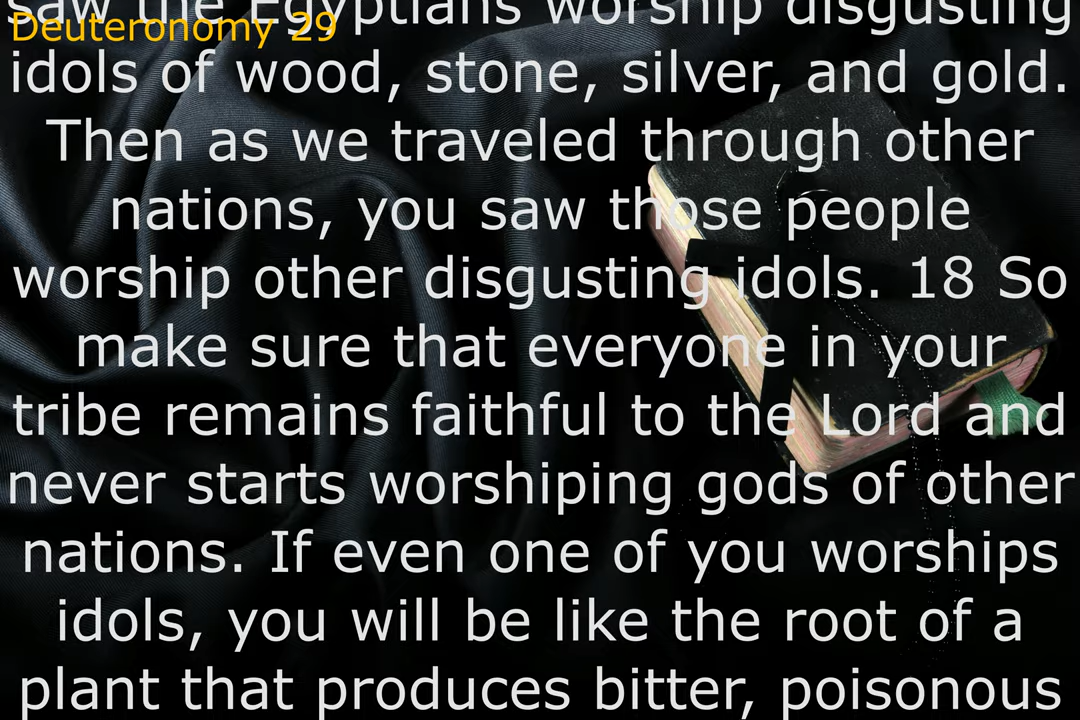 saw the Egyptians worship disgusting
Deuteronomy 29
idols of wood, stone, silver, and gold.
Then as we traveled through other
nations, you saw those people
worship other disgusting idols. 18 So
make sure that everyone in your
tribe remains faithful to the Lord and
never starts worshiping gods of other
nations. If even one of you worships
idols, you will be like the root of a
plant that produces bitter, poisonous